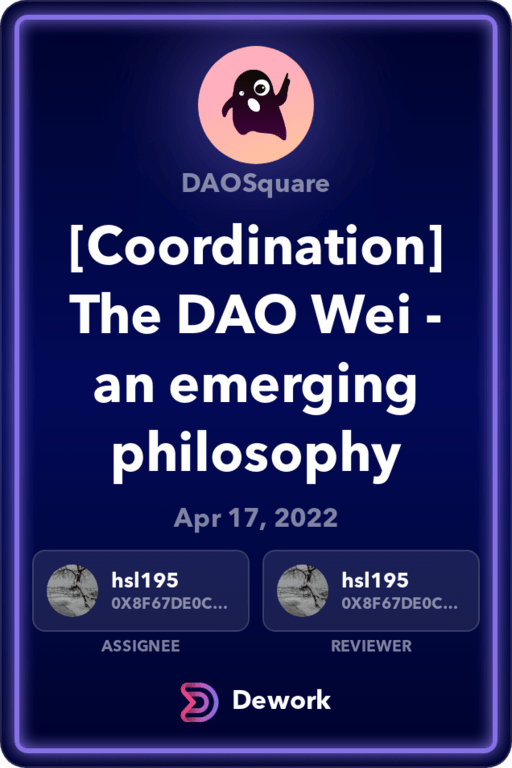 DAOSquare
[Coordination]
The DAO Wei -
an emerging
philosophy
Apr 17, 2022
hsl195
0X8F67DE0C...
ASSIGNEE
hsl195
0X8F67DE0C...
REVIEWER
Dework